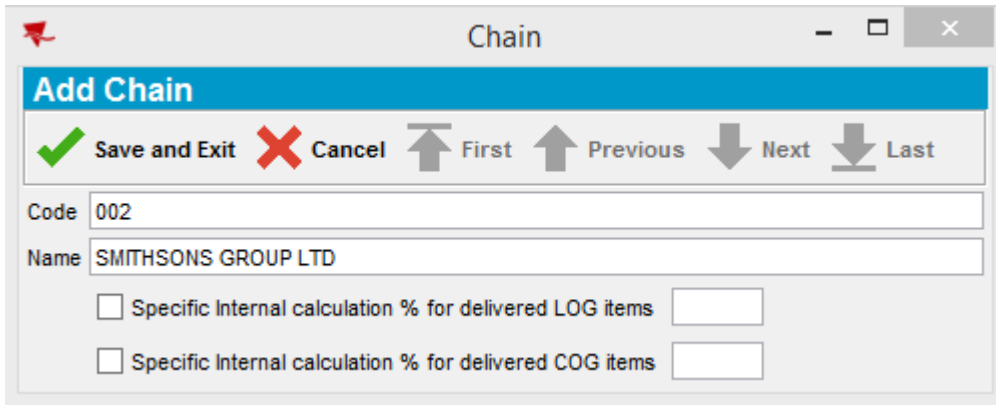 Chain
Add Chain
Save and Exit Cancel First Previous Next Last
Code 002
Name SMITHSONS GROUP LTD
Specific Internal calculation % for delivered LOG items
Specific Internal calculation % for delivered COG items